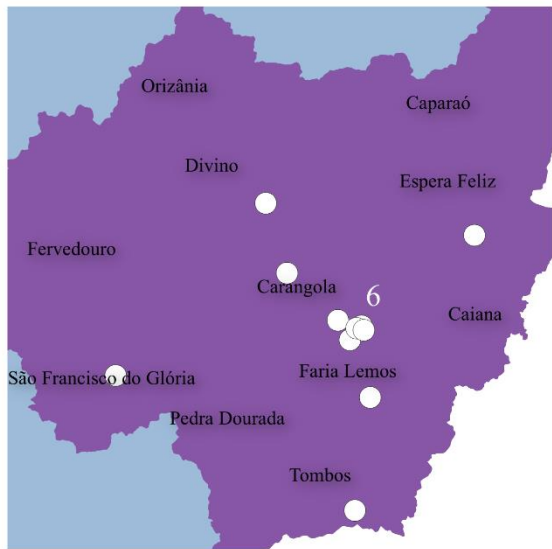 Orizânia
Caparaó
Divino
Espera Feliz
Fervedouro
Carangola
6
Caiana
Faria Lemos
São Francisco do Glória
Pedra Dourada
Tombos